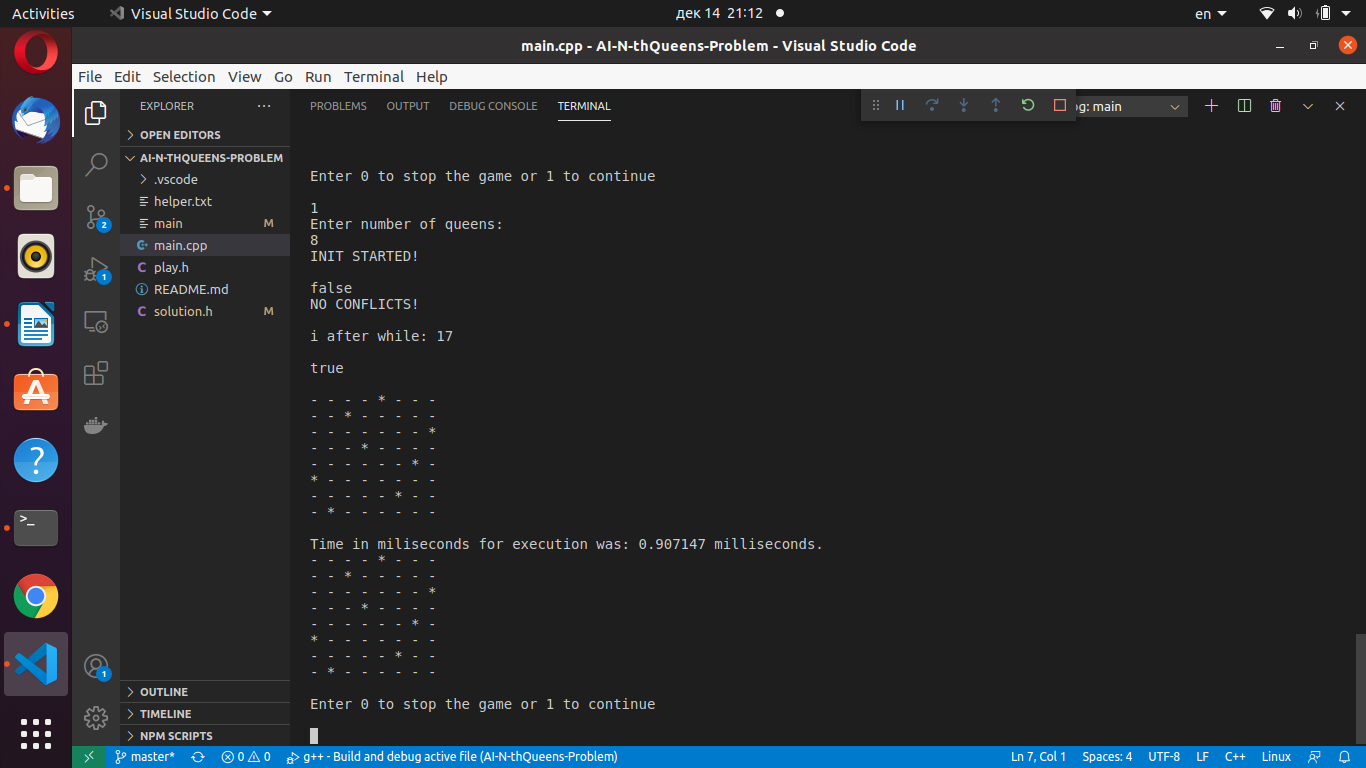 Activities
Visual Studio Code
дек 14 21:12
en
main.cpp - AI-N-thQueens-Problem - Visual Studio Code
File Edit Selection View Go Run Terminal Help
EXPLORER
OPEN EDITORS
AI-N-THQUEENS-PROBLEM
.vscode
helper.txt
main M
main.cpp
play.h
README.md
solution.h M
OUTLINE
TIMELINE
NPM SCRIPTS
2
1
1
PROBLEMS OUTPUT DEBUG CONSOLE TERMINAL
og: main
Enter 0 to stop the game or 1 to continue
1
Enter number of queens:
8
INIT STARTED!
false
NO CONFLICTS!
i after while: 17
true
- - - - * - - -
- - * - - - - -
- - - - - - - *
- - - * - - - -
- - - - - - * -
* - - - - - - -
- - - - - * - -
- * - - - - - -
Time in miliseconds for execution was: 0.907147 milliseconds.
- - - - * - - -
- - * - - - - -
- - - - - - - *
- - - * - - - -
- - - - - - * -
* - - - - - - -
- - - - - * - -
- * - - - - - -
Enter 0 to stop the game or 1 to continue
master* 0 0 g++ - Build and debug active file (AI-N-thQueens-Problem) Ln 7, Col 1 Spaces: 4 UTF-8 LF C++ Linux